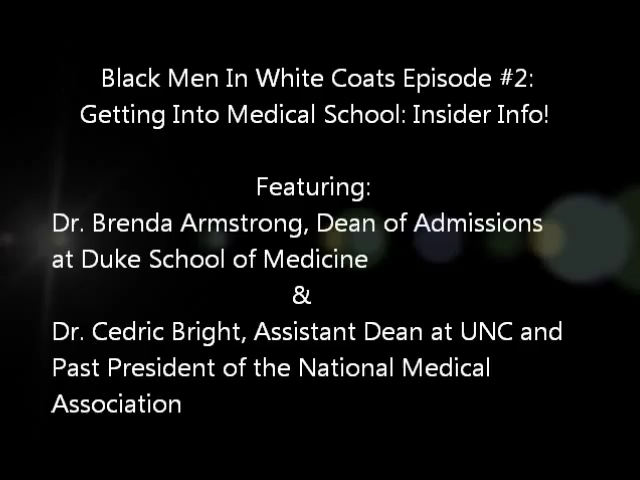 Black Men In White Coats Episode #2:
Getting Into Medical School: Insider Info!
Featuring:
Dr. Brenda Armstrong, Dean of Admissions
at Duke School of Medicine
&
Dr. Cedric Bright, Assistant Dean at UNC and
Past President of the National Medical
Association